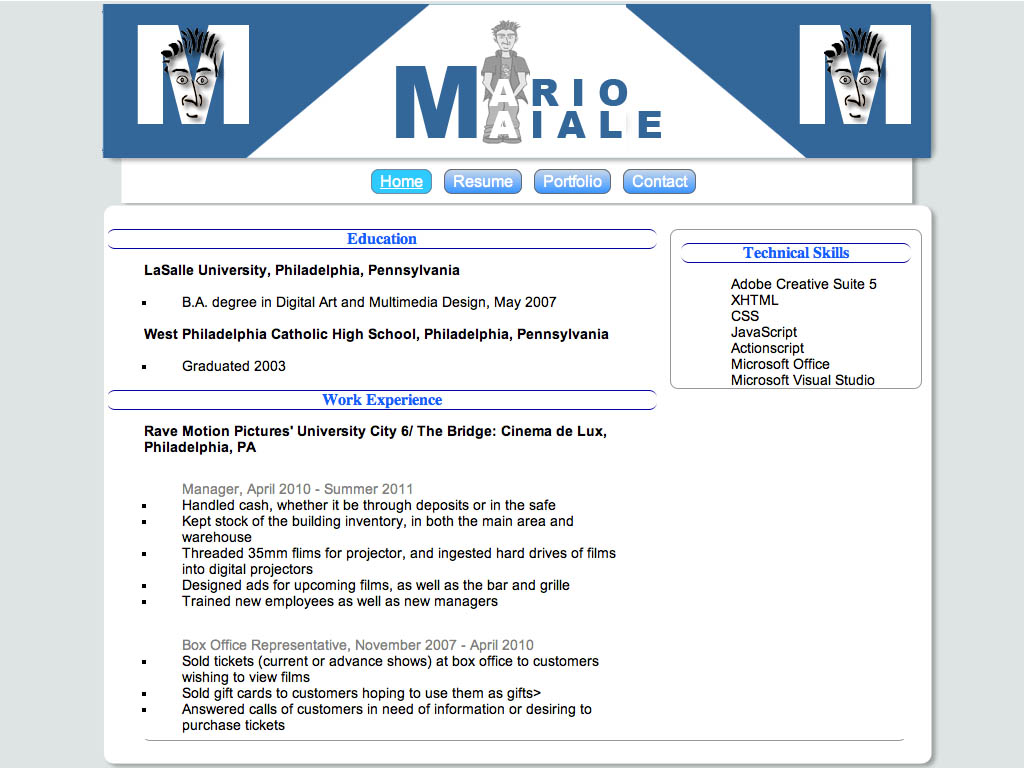 M M
MARIO
MAIALE
Home Resume Portfolio Contact
Education
LaSalle University, Philadelphia, Pennsylvania
B.A. degree in Digital Art and Multimedia Design, May 2007
West Philadelphia Catholic High School, Philadelphia, Pennsylvania
Graduated 2003
Work Experience
Rave Motion Pictures' University City 6/ The Bridge: Cinema de Lux,
Philadelphia, PA
Manager, April 2010 - Summer 2011
Handled cash, whether it be through deposits or in the safe
Kept stock of the building inventory, in both the main area and
warehouse
Threaded 35mm flims for projector, and ingested hard drives of films
into digital projectors
Designed ads for upcoming films, as well as the bar and grille
Trained new employees as well as new managers
Box Office Representative, November 2007 - April 2010
Sold tickets (current or advance shows) at box office to customers
wishing to view films
Sold gift cards to customers hoping to use them as gifts>
Answered calls of customers in need of information or desiring to
purchase tickets
Technical Skills
Adobe Creative Suite 5
XHTML
CSS
JavaScript
Actionscript
Microsoft Office
Microsoft Visual Studio